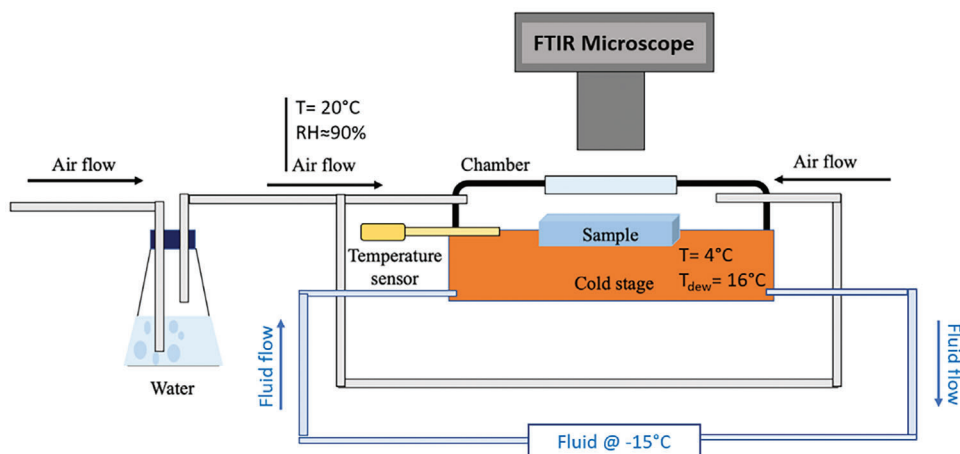 FTIR Microscope
T= 20°C
RH≈90%
Air flow
Air flow
Chamber
Air flow
Sample
Temperature
sensor
T= 4°C
Tdew= 16°C
Cold stage
Water
Fluid flow
Fluid flow
Fluid @ -15°C